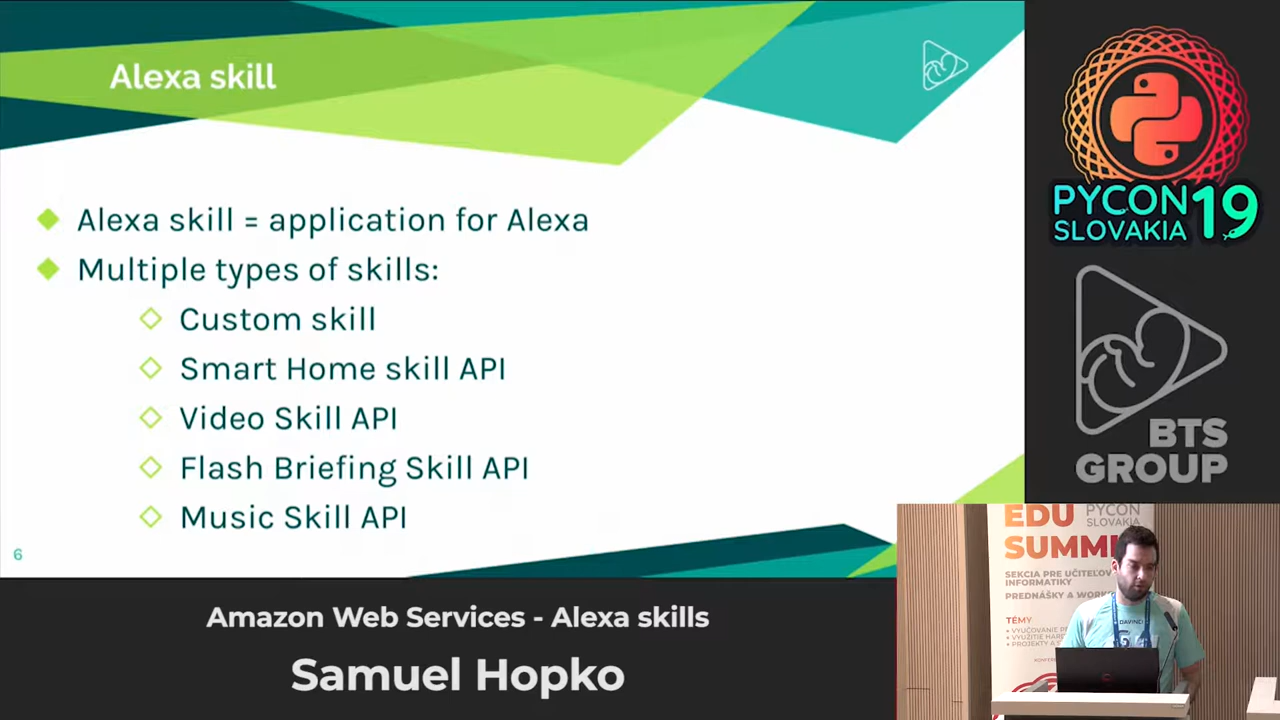 Alexa skill
Alexa skill = application for Alexa
Multiple types of skills:
Custom skill
Smart Home skill API
Video Skill API
Flash Briefing Skill API
Music Skill API
6
PYCON 19
SLOVAKIA
BTS
GROUP
EDU
PYCON
SLOVAKIA
SUMMI
SEKCIA PRE UČITEĽOV
INFORMATIKY
PREDNÁŠKY A WORK
TÉMY
DAVINCI
Amazon Web Services - Alexa skills
Samuel Hopko